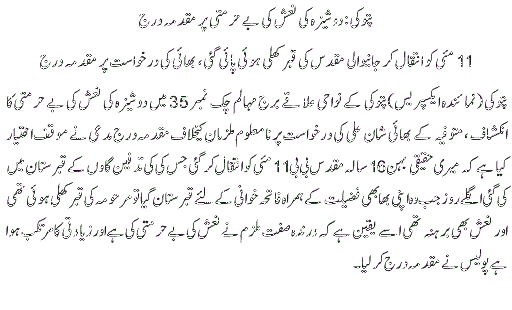 پتوکی: دوشیزہ کی نعش کی بے حرمتی پر مقدمہ درج
11 مئی کو انتقال کر جانیوالی مقدس کی قبر کھلی ہوئی پائی گئی، بھائی کی درخواست پر مقدمہ درج
پتوکی (نمائندہ ایکسپریس) پتوکی کے نواحی علاقے برج مہالم چک نمبر 35 میں دوشیزہ کی نعش کی بے حرمتی کا
انکشاف، متوفیہ کے بھائی شان علی کی درخواست پر نامعلوم ملزمان کیخلاف مقدمہ درج مدعی نے موقف اختیار
کیا ہے کہ میری حقیقی بہن 16 سالہ مقدس بی بی 11 مئی کو انتقال کر گئی جس کی کی تدفین گاوں کے قبرستان میں
کی گئی اگلے روز جب وہ اپنی بھابھی فضیلت کے ہمراہ فاتحہ خوانی کے لئے قبرستان گیا تو مرحومہ کی قبر کھلی ہوئی تھی
اور نعش بھی برہنہ تھی اسے یقین ہے کہ درندہ صفت ملزم نے نعش کی بے حرمتی کی ہے اور زیادتی کا مرتکب ہوا
ہے پولیس نے مقدمہ درج کر لیا۔